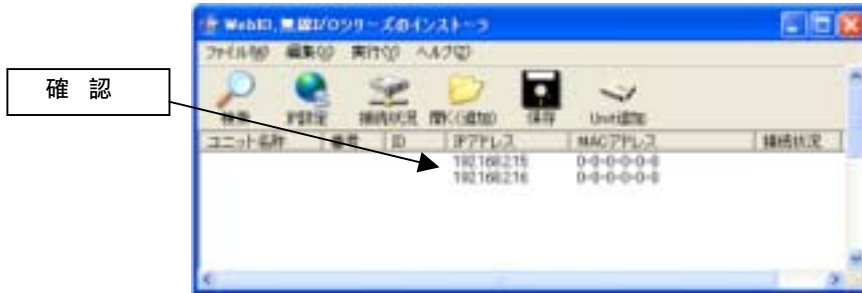 WebIO,無線I/Oシリーズのインストーラ
ファイル(W) 編集(X) 実行(Y) ヘルプ(Z)
確 認
検索 IP設定 接続状況 開く(追加) 保存 Unit追加
ユニット名称 番号 ID IPアドレス MACアドレス 接続状況
192.168.2.15 0-0-0-0-0-0
192.168.2.16 0-0-0-0-0-0